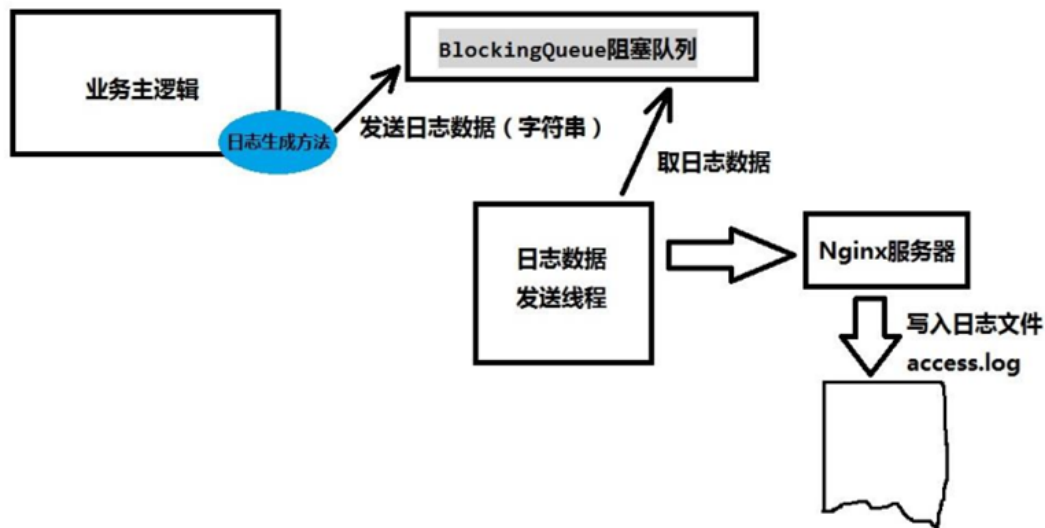 BlockingQueue阻塞队列
业务主逻辑
日志生成方法
发送日志数据（字符串）
取日志数据
日志数据
发送线程
Nginx服务器
写入日志文件
access.log